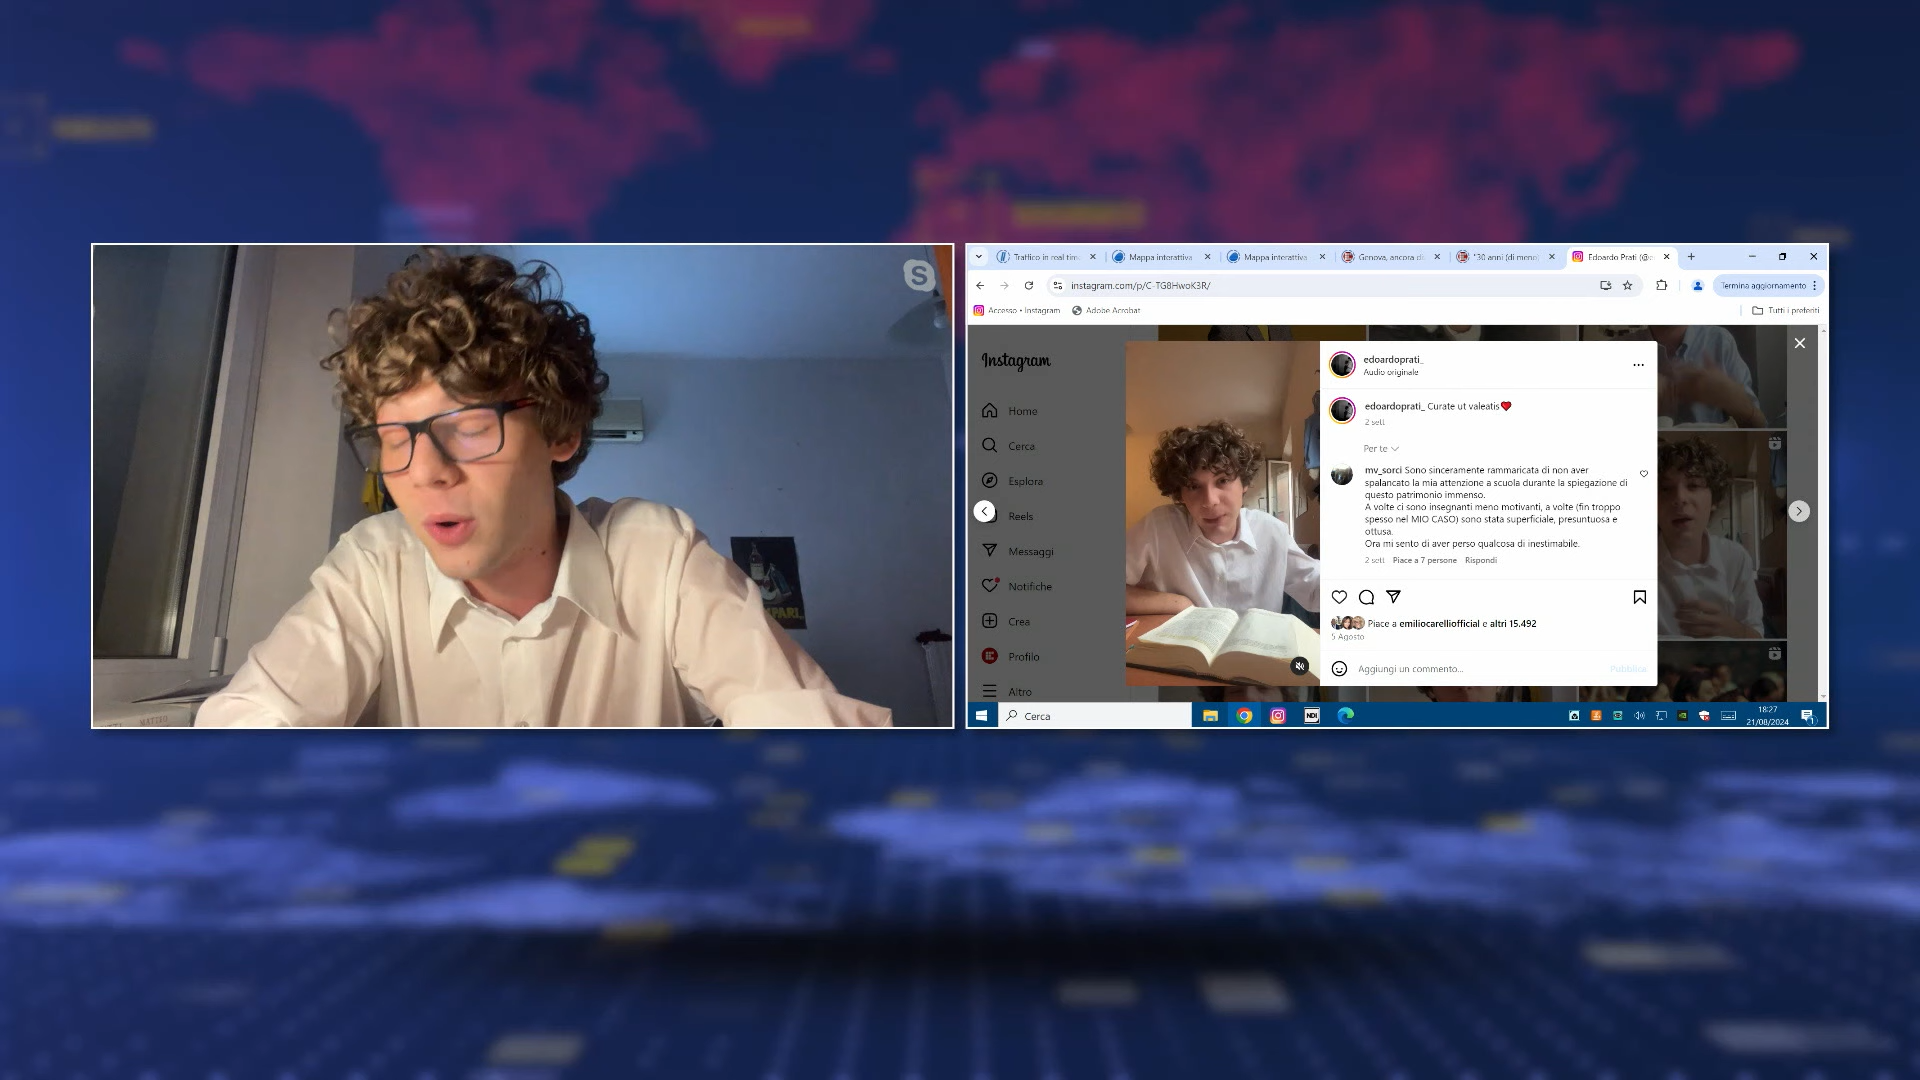 S
MATTEO
Traffico in real tim
Mappa interattiva
Mappa interattiva
Genova, ancora di
"30 anni (di meno
Edoardo Prati (@e
instagram.com/p/C-TG8HwoK3R/
Termina aggiornamento
Accesso • Instagram
Adobe Acrobat
Tutti i preferiti
Instagram
Home
Cerca
Esplora
Reels
Messaggi
Notifiche
Crea
Profilo
Altro
edoardoprati_
Audio originale
edoardoprati_ Curate ut valeatis❤️
2 sett
Per te
mv_sorci Sono sinceramente rammaricata di non aver
spalancato la mia attenzione a scuola durante la spiegazione di
questo patrimonio immenso.
A volte ci sono insegnanti meno motivanti, a volte (fin troppo
spesso nel MIO CASO) sono stata superficiale, presuntuosa e
ottusa.
Ora mi sento di aver perso qualcosa di inestimabile.
2 sett Piace a 7 persone Rispondi
Piace a emiliocarelliofficial e altri 15.492
5 Agosto
Aggiungi un commento...
Pubblica
Cerca
NDI
18:27
21/08/2024
1